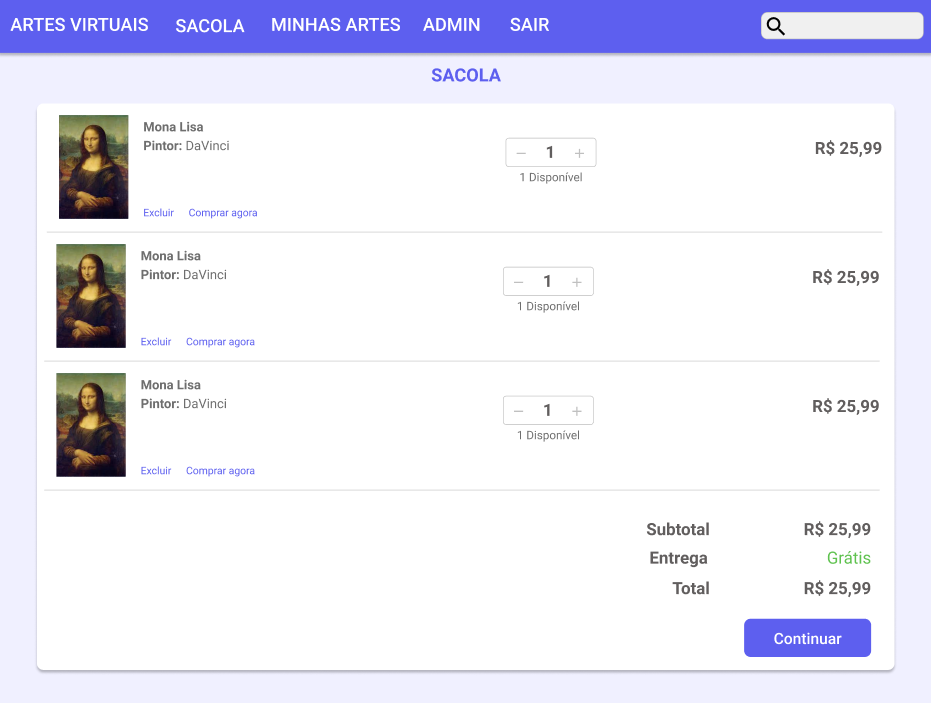 ARTES VIRTUAIS SACOLA MINHAS ARTES ADMIN SAIR
SACOLA
Mona Lisa
Pintor: DaVinci
1
R$ 25,99
1 Disponível
Excluir Comprar agora
Mona Lisa
Pintor: DaVinci
1
R$ 25,99
1 Disponível
Excluir Comprar agora
Mona Lisa
Pintor: DaVinci
1
R$ 25,99
1 Disponível
Excluir Comprar agora
Subtotal R$ 25,99
Entrega Grátis
Total R$ 25,99
Continuar